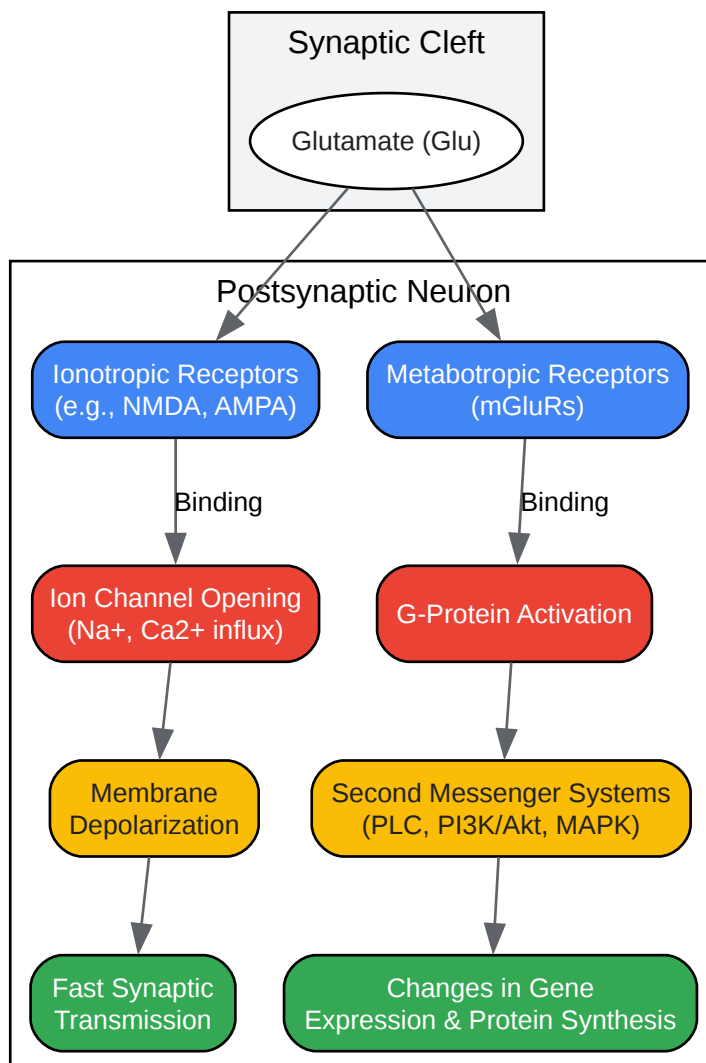 Synaptic Cleft
Glutamate (Glu)
Postsynaptic Neuron
Ionotropic Receptors
(e.g., NMDA, AMPA)
Metabotropic Receptors
(mGluRs)
Binding
Binding
Ion Channel Opening
(Na+, Ca2+ influx)
G-Protein Activation
Membrane
Depolarization
Second Messenger Systems
(PLC, PI3K/Akt, MAPK)
Fast Synaptic
Transmission
Changes in Gene
Expression & Protein Synthesis